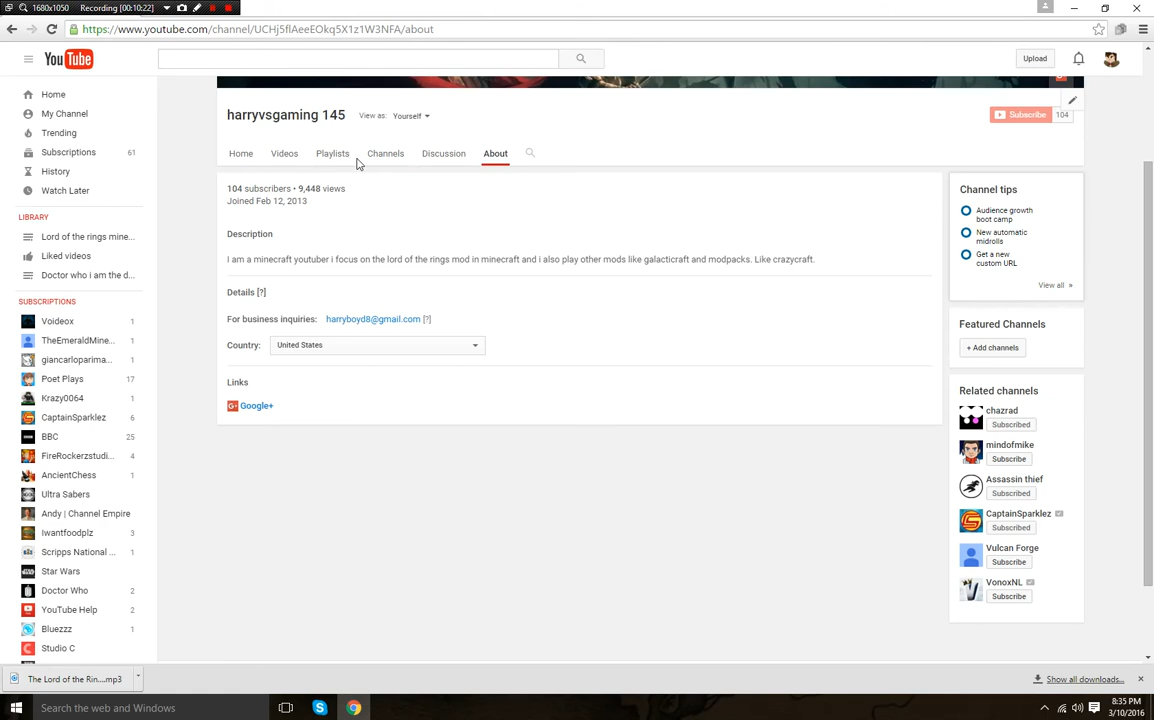 1680x1050 Recording [00:10:22]
https://www.youtube.com/channel/UCHj5flAeeEOkq5X1z1W3NFA/about
YouTube
Upload
Home
My Channel
Trending
Subscriptions 61
History
Watch Later
LIBRARY
Lord of the rings mine...
Liked videos
Doctor who i am the d...
SUBSCRIPTIONS
Voideox
TheEmeraldMine...
giancarloparima...
Poet Plays 17
Krazy0064 1
CaptainSparklez 6
BBC 25
FireRockerzstudi... 4
AncientChess 1
Ultra Sabers
Andy | Channel Empire
Iwantfoodplz 3
Scripps National ... 1
Star Wars
Doctor Who 2
YouTube Help 2
Bluezzz 1
Studio C
harryvsgaming 145 View as: Yourself
Subscribe 104
Home Videos Playlists Channels Discussion About
104 subscribers • 9,448 views
Joined Feb 12, 2013
Description
I am a minecraft youtuber i focus on the lord of the rings mod in minecraft and i also play other mods like galacticraft and modpacks. Like crazycraft.
Details [?]
For business inquiries: harryboyd8@gmail.com [?]
Country: United States
Links
Google+
Channel tips
Audience growth
boot camp
New automatic
midrolls
Get a new
custom URL
View all »
Featured Channels
+ Add channels
Related channels
chazrad
Subscribed
mindofmike
Subscribe
Assassin thief
Subscribed
CaptainSparklez
Subscribed
Vulcan Forge
Subscribe
VonoxNL
Subscribe
The Lord of the Rin....mp3
Show all downloads...
Search the web and Windows
8:35 PM
3/10/2016